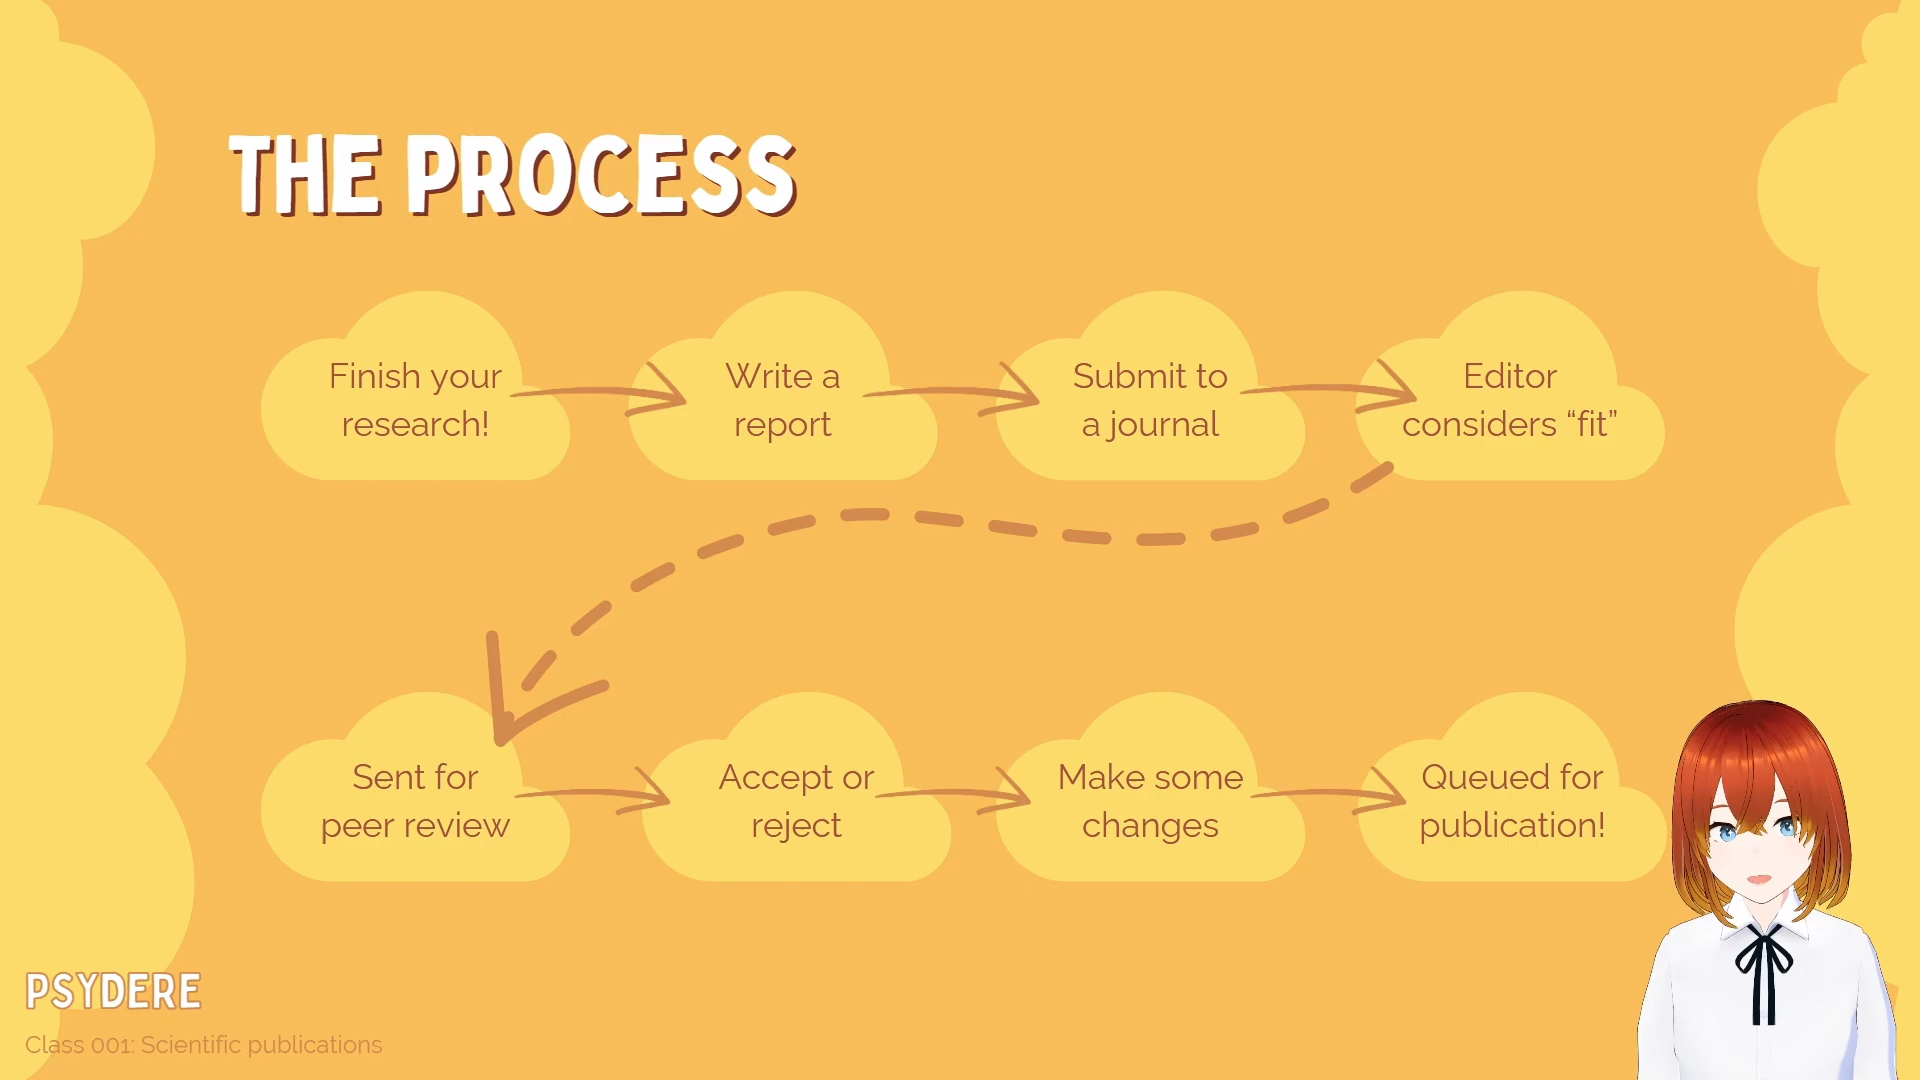 THE PROCESS
Finish your
research!
Write a
report
Submit to
a journal
Editor
considers “fit”
Sent for
peer review
Accept or
reject
Make some
changes
Queued for
publication!
PSYDERE
Class 001: Scientific publications